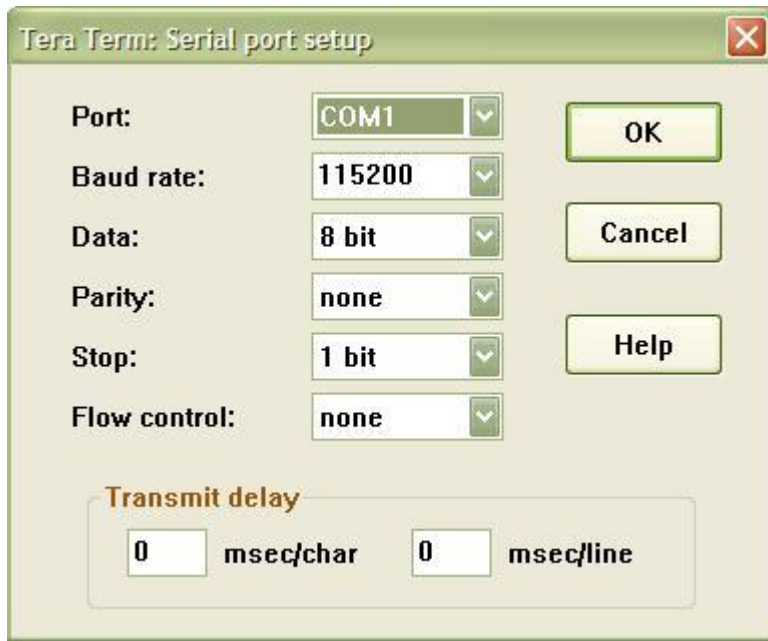 Tera Term: Serial port setup
Port: COM1
OK
Baud rate: 115200
Data: 8 bit
Cancel
Parity: none
Stop: 1 bit
Help
Flow control: none
Transmit delay
0 msec/char 0 msec/line